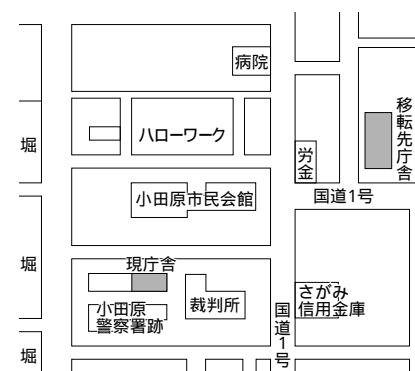 病院
移転先庁舎
ハローワーク
堀
労金
小田原市民会館
国道1号
堀
現庁舎
さがみ
信用金庫
小田原
警察署跡
裁判所
国道1号
堀